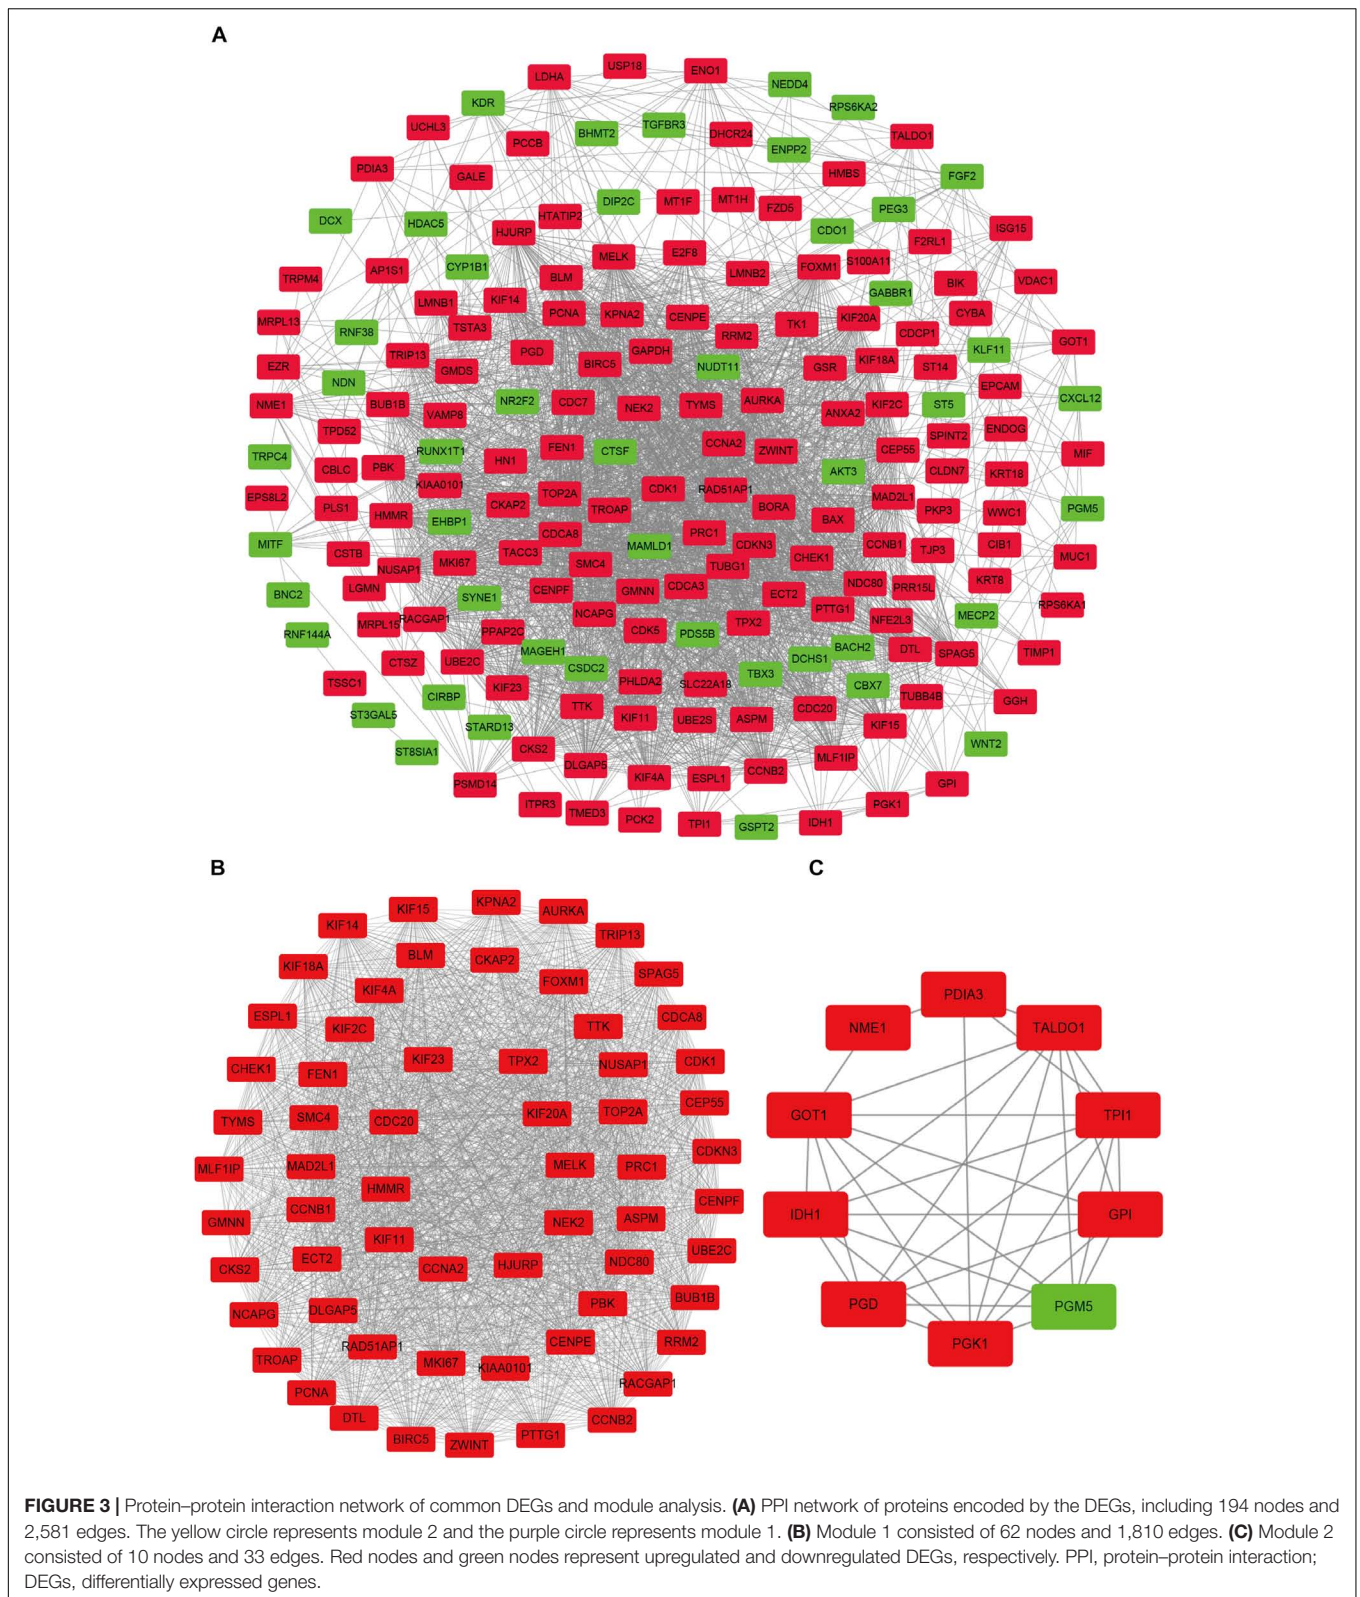 A
LDHA
USP18
ENO1
NEDD4
KDR
RPS6KA2
UCHL3
PCCB
BHMT2
TGFBR3
DHCR24
ENPP2
TALDO1
PDIA3
GALE
HMBS
FGF2
DCX
HDAC5
HTATIP2
DIP2C
MT1F
MT1H
FZD5
CDO1
PEG3
ISG15
HJURP
F2RL1
TRPM4
AP1S1
CYP1B1
BLM
MELK
E2F8
LMNB2
FOXM1
S100A11
BIK
VDAC1
LMNB1
KIF14
GABBR1
MRPL13
RNF38
TSTA3
PCNA
KPNA2
CENPE
RRM2
TK1
KIF20A
CDCP1
CYBA
GOT1
EZR
TRIP13
GMDS
PGD
BIRC5
GAPDH
NUDT11
GSR
KIF18A
ST14
KLF11
NDN
EPCAM
NME1
BUB1B
VAMP8
NR2F2
CDC7
NEK2
TYMS
AURKA
ANXA2
KIF2C
ST5
CXCL12
TPD52
SPINT2
ENDOG
TRPC4
CBLC
PBK
RUNX1T1
HN1
FEN1
CTSF
CCNA2
ZWINT
AKT3
CEP55
CLDN7
KRT18
MIF
EPS8L2
PLS1
KIAA0101
CKAP2
TOP2A
TROAP
CDK1
RAD51AP1
BORA
MAD2L1
PKP3
WWC1
PGM5
MITF
HMMR
EHBP1
TACC3
CDCA8
MAMLD1
PRC1
CDKN3
BAX
CHEK1
CCNB1
TJP3
CIB1
MUC1
CSTB
NUSAP1
MKI67
SMC4
TUBG1
BNC2
LGMN
SYNE1
CENPF
GMNN
CDCA3
ECT2
NDC80
PRR15L
KRT8
RPS6KA1
RNF144A
MRPL15
RACGAP1
PPAP2C
NCAPG
CDK5
PDS5B
TPX2
PTTG1
NFE2L3
MECP2
TSSC1
CTSZ
UBE2C
MAGEH1
CSDC2
PHLDA2
SLC22A18
TBX3
DCHS1
BACH2
DTL
SPAG5
TIMP1
ST3GAL5
CIRBP
KIF23
CBX7
TUBB4B
GGH
ST8SIA1
STARD13
TTK
KIF11
UBE2S
ASPM
CDC20
KIF15
WNT2
CKS2
DLGAP5
KIF4A
ESPL1
CCNB2
MLF1IP
PSMD14
GPI
ITPR3
TMED3
PCK2
TPI1
GSPT2
IDH1
PGK1
B
KIF14
KIF15
KPNA2
AURKA
TRIP13
KIF18A
BLM
CKAP2
FOXM1
SPAG5
KIF4A
ESPL1
KIF2C
TTK
CDCA8
CHEK1
FEN1
KIF23
TPX2
NUSAP1
CDK1
TYMS
SMC4
CDC20
KIF20A
TOP2A
CEP55
MLF1IP
MAD2L1
HMMR
MELK
PRC1
CDKN3
GMNN
CCNB1
KIF11
NEK2
ASPM
CENPF
CKS2
ECT2
CCNA2
HJURP
NDC80
UBE2C
NCAPG
DLGAP5
PBK
BUB1B
TROAP
RAD51AP1
MKI67
KIAA0101
CENPE
RRM2
PCNA
RACGAP1
DTL
BIRC5
ZWINT
PTTG1
CCNB2
C
PDIA3
NME1
TALDO1
GOT1
TPI1
IDH1
GPI
PGD
PGM5
PGK1
FIGURE 3 | Protein–protein interaction network of common DEGs and module analysis. (A) PPI network of proteins encoded by the DEGs, including 194 nodes and
2,581 edges. The yellow circle represents module 2 and the purple circle represents module 1. (B) Module 1 consisted of 62 nodes and 1,810 edges. (C) Module 2
consisted of 10 nodes and 33 edges. Red nodes and green nodes represent upregulated and downregulated DEGs, respectively. PPI, protein–protein interaction;
DEGs, differentially expressed genes.